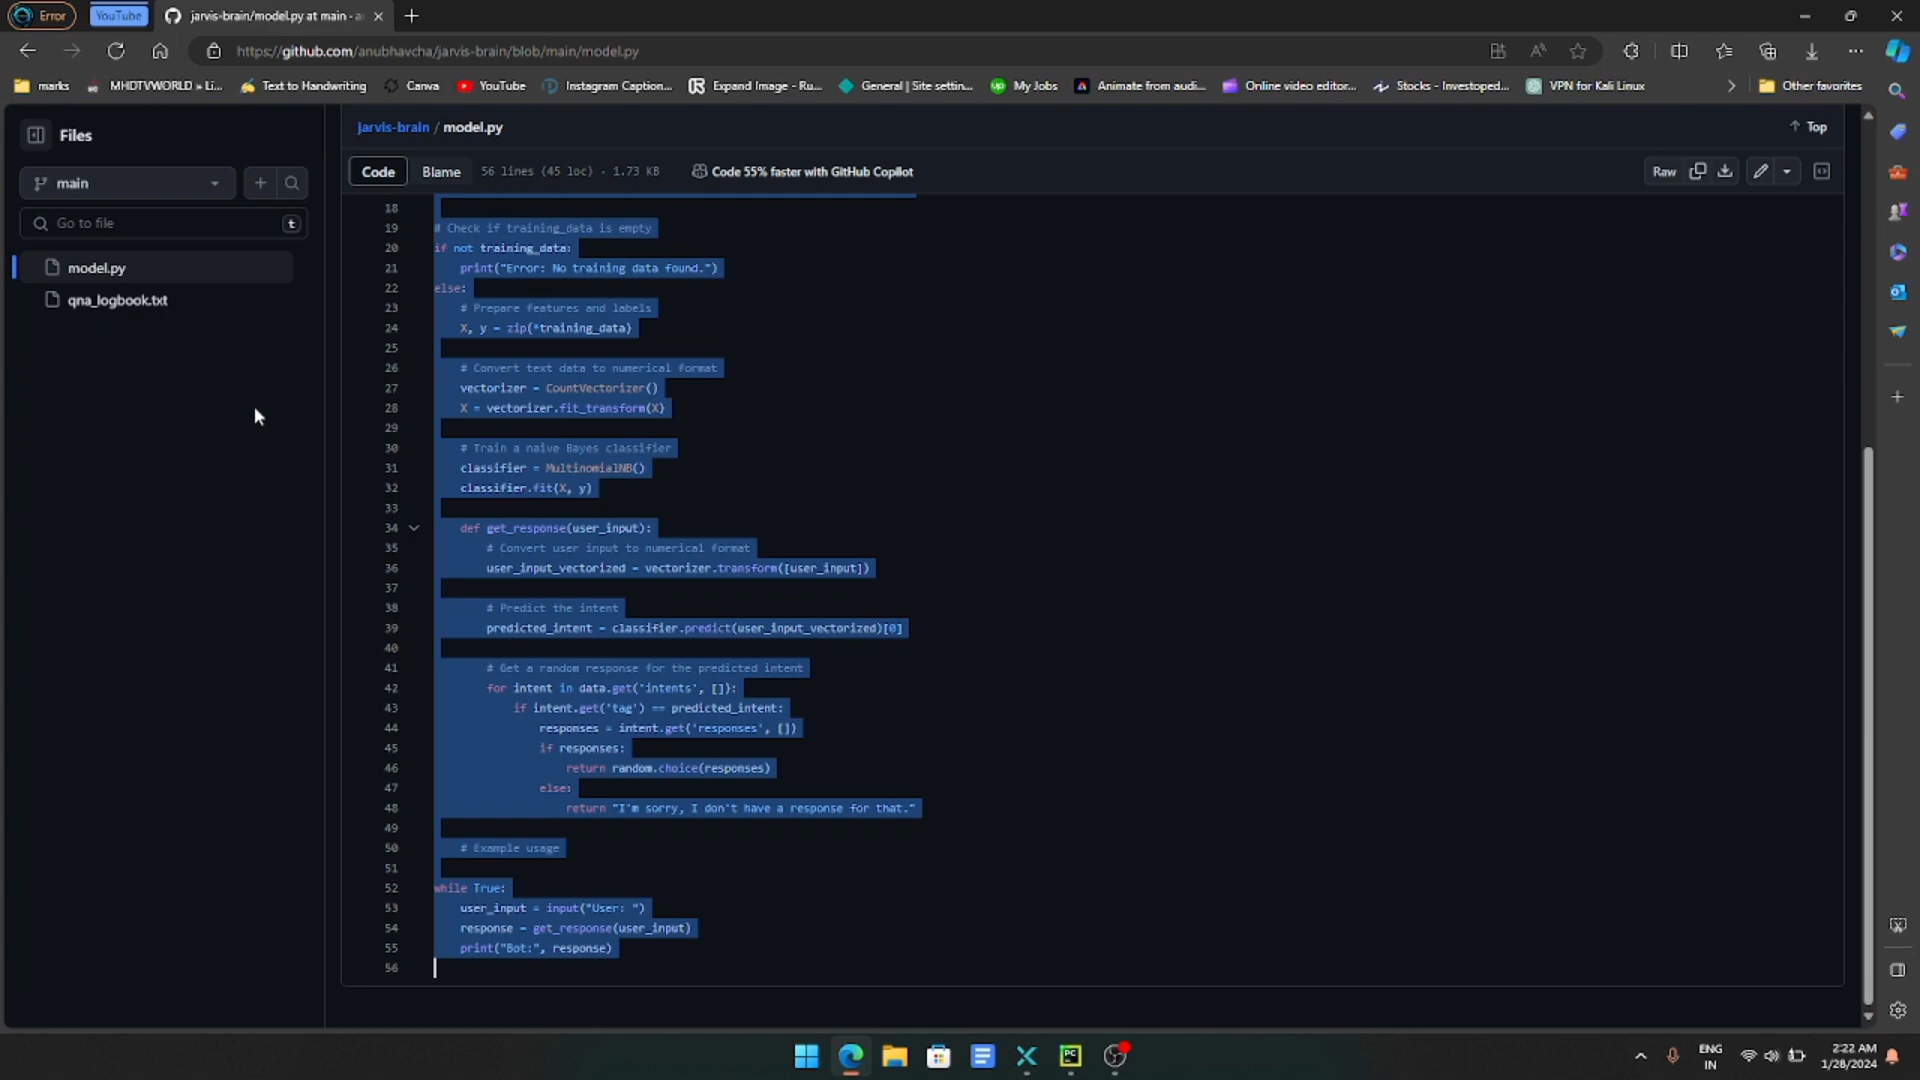 Error
YouTube
jarvis-brain/model.py at main - a
https://github.com/anubhavcha/jarvis-brain/blob/main/model.py
marks
MHDTVWORLD » Li...
Text to Handwriting
Canva
YouTube
Instagram Caption...
Expand Image - Ru...
General | Site settin...
My Jobs
Animate from audi...
Online video editor...
Stocks - Investoped...
VPN for Kali Linux
Other favorites
Files
main
Go to file
t
model.py
qna_logbook.txt
jarvis-brain / model.py
Top
Code
Blame
56 lines (45 loc) · 1.73 KB
Code 55% faster with GitHub Copilot
Raw
18
19 # Check if training_data is empty
20 if not training_data:
21 print("Error: No training data found.")
22 else:
23 # Prepare features and labels
24 X, y = zip(*training_data)
25
26 # Convert text data to numerical format
27 vectorizer = CountVectorizer()
28 X = vectorizer.fit_transform(X)
29
30 # Train a naive Bayes classifier
31 classifier = MultinomialNB()
32 classifier.fit(X, y)
33
34 def get_response(user_input):
35 # Convert user input to numerical format
36 user_input_vectorized = vectorizer.transform([user_input])
37
38 # Predict the intent
39 predicted_intent = classifier.predict(user_input_vectorized)[0]
40
41 # Get a random response for the predicted intent
42 for intent in data.get('intents', []):
43 if intent.get('tag') == predicted_intent:
44 responses = intent.get('responses', [])
45 if responses:
46 return random.choice(responses)
47 else:
48 return "I'm sorry, I don't have a response for that."
49
50 # Example usage
51
52 while True:
53 user_input = input("User: ")
54 response = get_response(user_input)
55 print("Bot:", response)
56
PC
ENG
IN
2:22 AM
1/28/2024